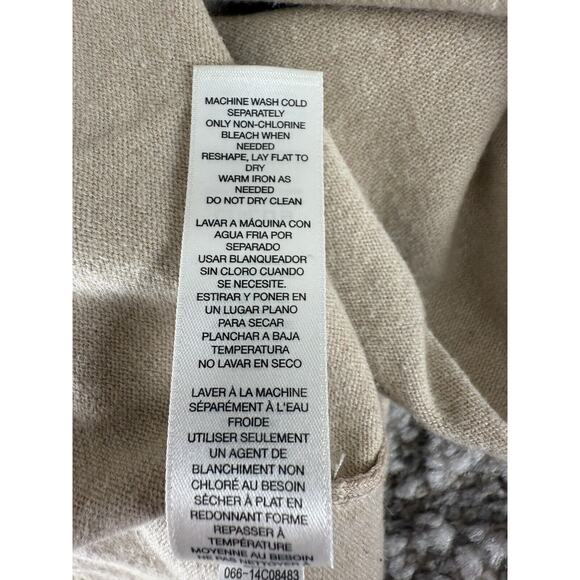 MACHINE WASH COLD
SEPARATELY
ONLY NON-CHLORINE
BLEACH WHEN
NEEDED
RESHAPE, LAY FLAT TO
DRY
WARM IRON AS
NEEDED
DO NOT DRY CLEAN
LAVAR A MÁQUINA CON
AGUA FRIA POR
SEPARADO
USAR BLANQUEADOR
SIN CLORO CUANDO
SE NECESITE.
ESTIRAR Y PONER EN
UN LUGAR PLANO
PARA SECAR
PLANCHAR A BAJA
TEMPERATURA
NO LAVAR EN SECO
LAVER À LA MACHINE
SÉPARÉMENT À L'EAU
FROIDE
UTILISER SEULEMENT
UN AGENT DE
BLANCHIMENT NON
CHLORÉ AU BESOIN
SÉCHER À PLAT EN
REDONNANT FORME
REPASSER À
TEMPÉRATURE
MOYENNE AU BESOIN
NE PAS NETTOYER À
066-14C08483